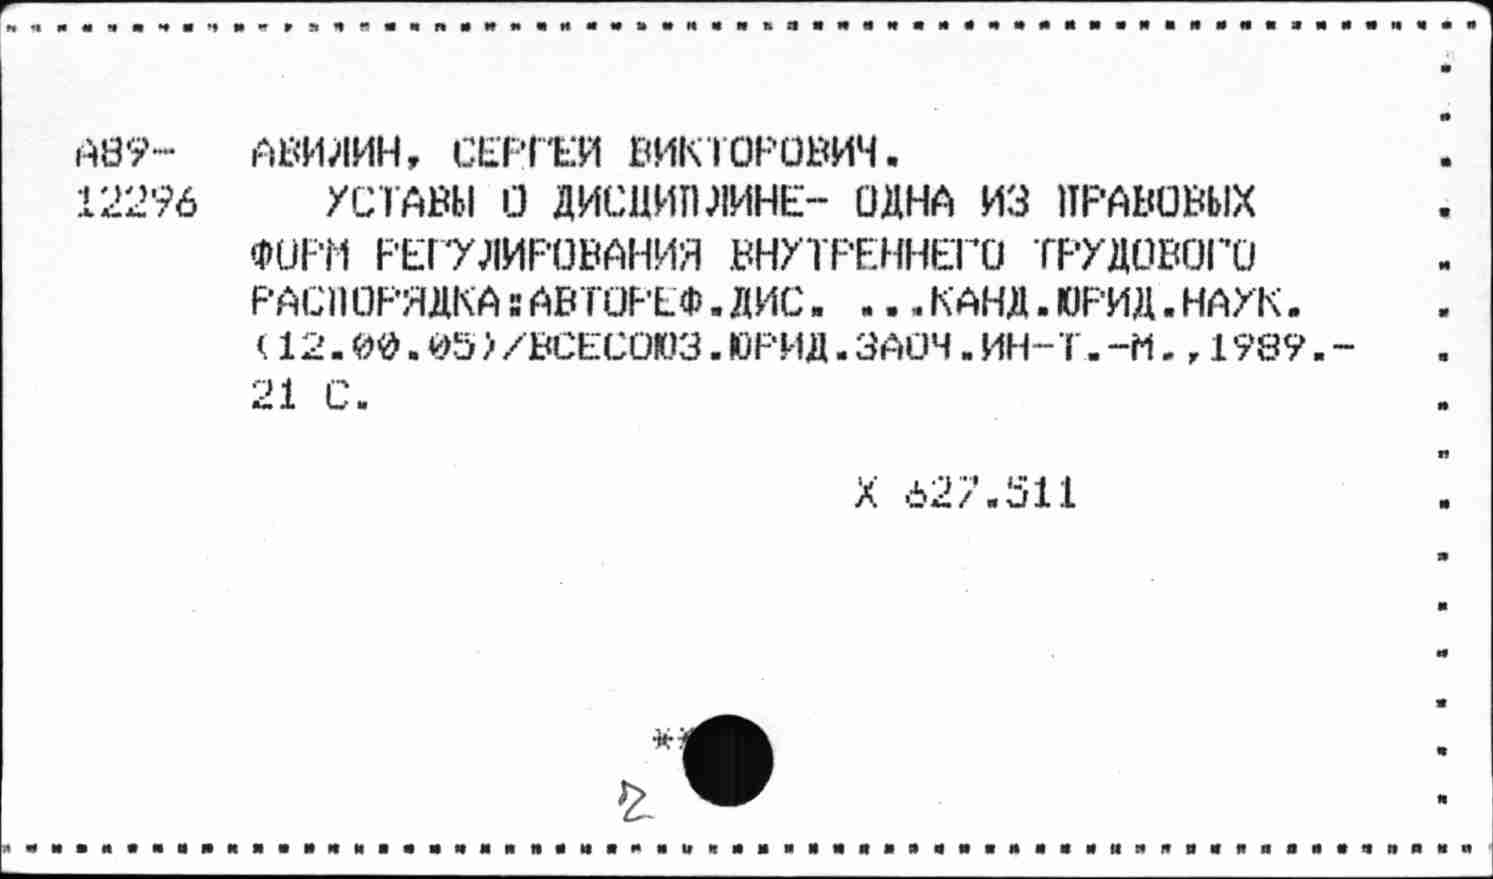 А89- АВИЛИН, СЕРГЕЙ ВИКТОРОВИЧ.
12296 УСТАВЫ О ДИСЦИПЛИНЕ- ОДНА ИЗ ПРАВОВЫХ
ФОРМ РЕГУЛИРОВАНИЯ ВНУТРЕННЕГО ТРУДОВОГО
РАСПОРЯДКА:АВТОРЕФ.ДИС. ...КАНД.ЮРИД.НАУК.
(12.00.05)/ВСЕСОЮЗ.ЮРИД.ЗАОЧ.ИН-Т.-М.,1989.-
21 С.
Х 627.511
**
2